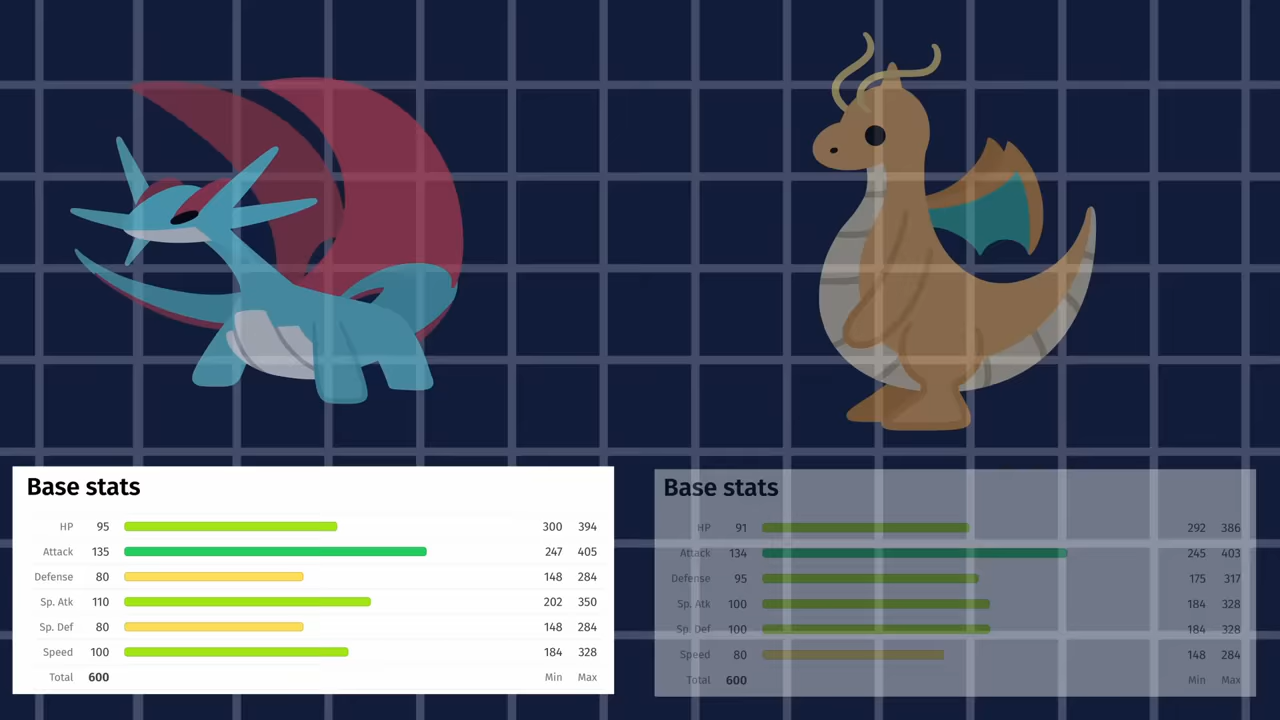 Base stats
HP 95 300 394
Attack 135 247 405
Defense 80 148 284
Sp. Atk 110 202 350
Sp. Def 80 148 284
Speed 100 184 328
Total 600 Min Max
Base stats
HP 91 292 386
Attack 134 245 403
Defense 95 175 317
Sp. Atk 100 184 328
Sp. Def 100 184 328
Speed 80 148 284
Total 600 Min Max